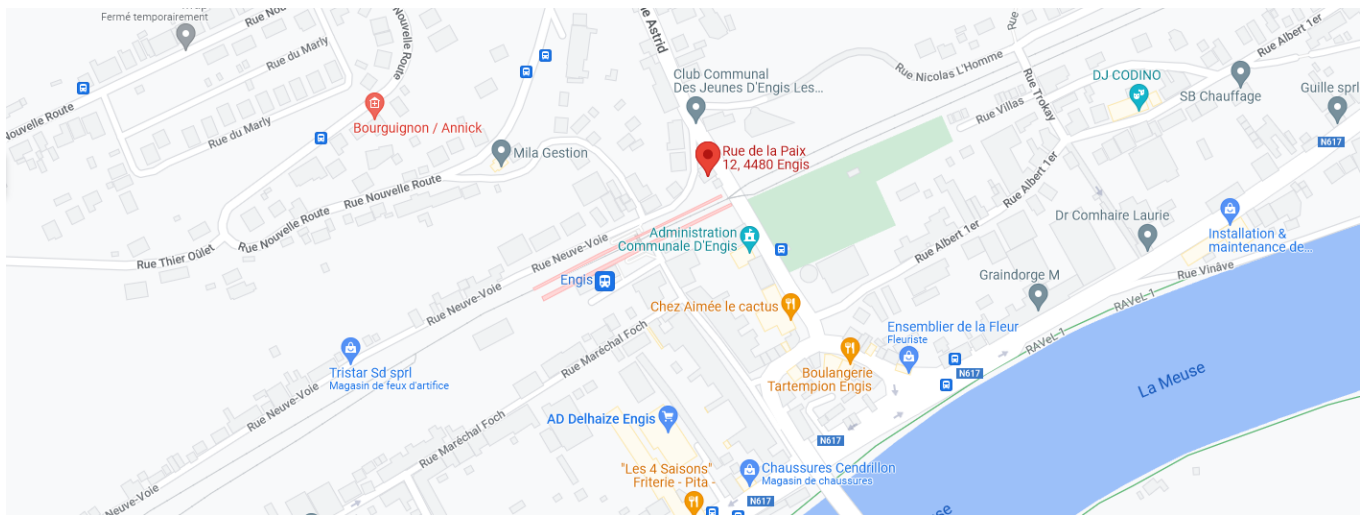 Fermé temporairement
Rue du Marly
Nouvelle Route
Nouvelle Route
Rue du Marly
Bourguignon / Annick
Mila Gestion
Rue Nouvelle Route
Rue Nouvelle Route
Rue Thier Oûlet
Astrid
Club Communal
Des Jeunes D'Engis Les...
Rue de la Paix
12, 4480 Engis
Rue Nicolas L'Homme
Rue Villas
Rue Trokay
DJ CODINO
Rue Albert 1er
SB Chauffage
Guille sprl
N617
Rue Albert 1er
Administration
Communale D'Engis
Rue Neuve-Voie
Engis
Rue Neuve-Voie
Chez Aimée le cactus
Rue Albert 1er
Dr Comhaire Laurie
Installation &
maintenance de...
Rue Vinâve
Graindorge M
RAVeL 1
RAVeL 1
Ensemblier de la Fleur
Fleuriste
N617
Boulangerie
Tartempion Engis
La Meuse
Rue Maréchal Foch
Tristar Sd sprl
Magasin de feux d'artifice
Rue Neuve-Voie
AD Delhaize Engis
Rue Maréchal Foch
N617
"Les 4 Saisons"
Friterie - Pita -
Chaussures Cendrillon
Magasin de chaussures
N617
Rue Neuve-Voie